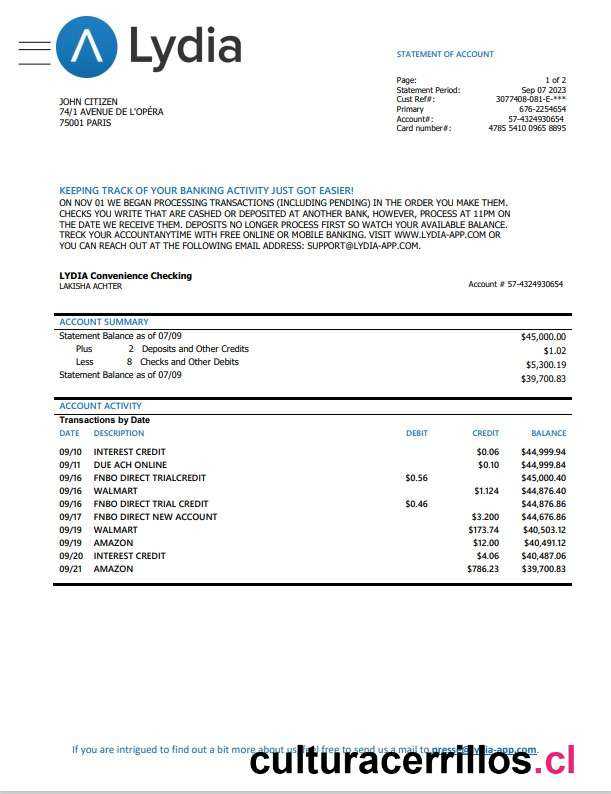 Lydia
STATEMENT OF ACCOUNT
Page: 1 of 2
Statement Period: Sep 07 2023
Cust Ref#: 3077408-081-E-***
Primary 676-2254654
Account#: 57-4324930654
Card number#: 4785 5410 0965 8895
JOHN CITIZEN
74/1 AVENUE DE L'OPÉRA
75001 PARIS
KEEPING TRACK OF YOUR BANKING ACTIVITY JUST GOT EASIER!
ON NOV 01 WE BEGAN PROCESSING TRANSACTIONS (INCLUDING PENDING) IN THE ORDER YOU MAKE THEM.
CHECKS YOU WRITE THAT ARE CASHED OR DEPOSITED AT ANOTHER BANK, HOWEVER, PROCESS AT 11PM ON
THE DATE WE RECEIVE THEM. DEPOSITS NO LONGER PROCESS FIRST SO WATCH YOUR AVAILABLE BALANCE.
TRECK YOUR ACCOUNTANYTIME WITH FREE ONLINE OR MOBILE BANKING. VISIT WWW.LYDIA-APP.COM OR
YOU CAN REACH OUT AT THE FOLLOWING EMAIL ADDRESS: SUPPORT@LYDIA-APP.COM.
LYDIA Convenience Checking
LAKISHA ACHTER Account # 57-4324930654
ACCOUNT SUMMARY
Statement Balance as of 07/09 $45,000.00
Plus 2 Deposits and Other Credits $1.02
Less 8 Checks and Other Debits $5,300.19
Statement Balance as of 07/09 $39,700.83
ACCOUNT ACTIVITY
Transactions by Date
DATE DESCRIPTION DEBIT CREDIT BALANCE
09/10 INTEREST CREDIT $0.06 $44,999.94
09/11 DUE ACH ONLINE $0.10 $44,999.84
09/16 FNBO DIRECT TRIALCREDIT $0.56 $45,000.40
09/16 WALMART $1.124 $44,876.40
09/16 FNBO DIRECT TRIAL CREDIT $0.46 $44,876.86
09/17 FNBO DIRECT NEW ACCOUNT $3.200 $44,676.86
09/19 WALMART $173.74 $40,503.12
09/19 AMAZON $12.00 $40,491.12
09/20 INTEREST CREDIT $4.06 $40,487.06
09/21 AMAZON $786.23 $39,700.83
If you are intrigued to find out a bit more about us, feel free to send us a mail to presse@lydia-app.com.
culturacerrillos.cl